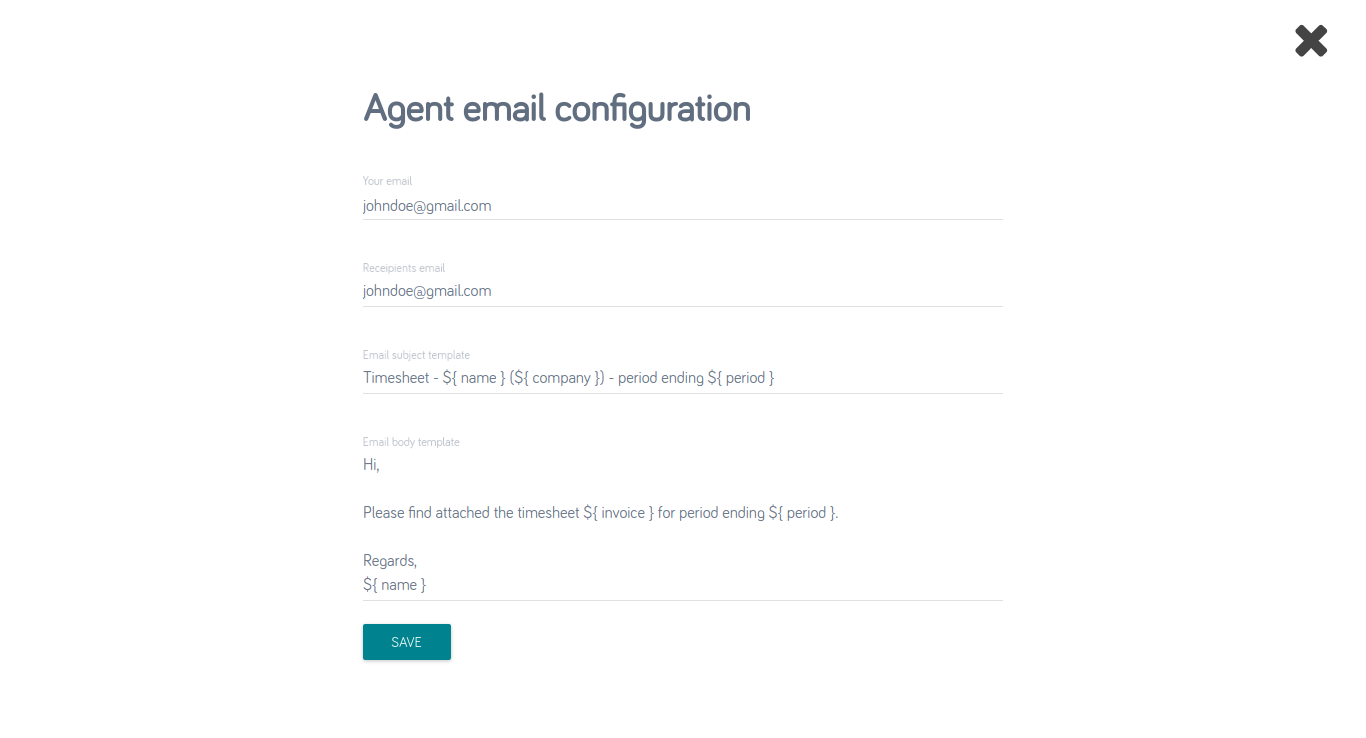 Agent email configuration
Your email
johndoe@gmail.com
Receipients email
johndoe@gmail.com
Email subject template
Timesheet - ${ name } (${ company }) - period ending ${ period }
Email body template
Hi,
Please find attached the timesheet ${ invoice } for period ending ${ period }.
Regards,
${ name }
SAVE